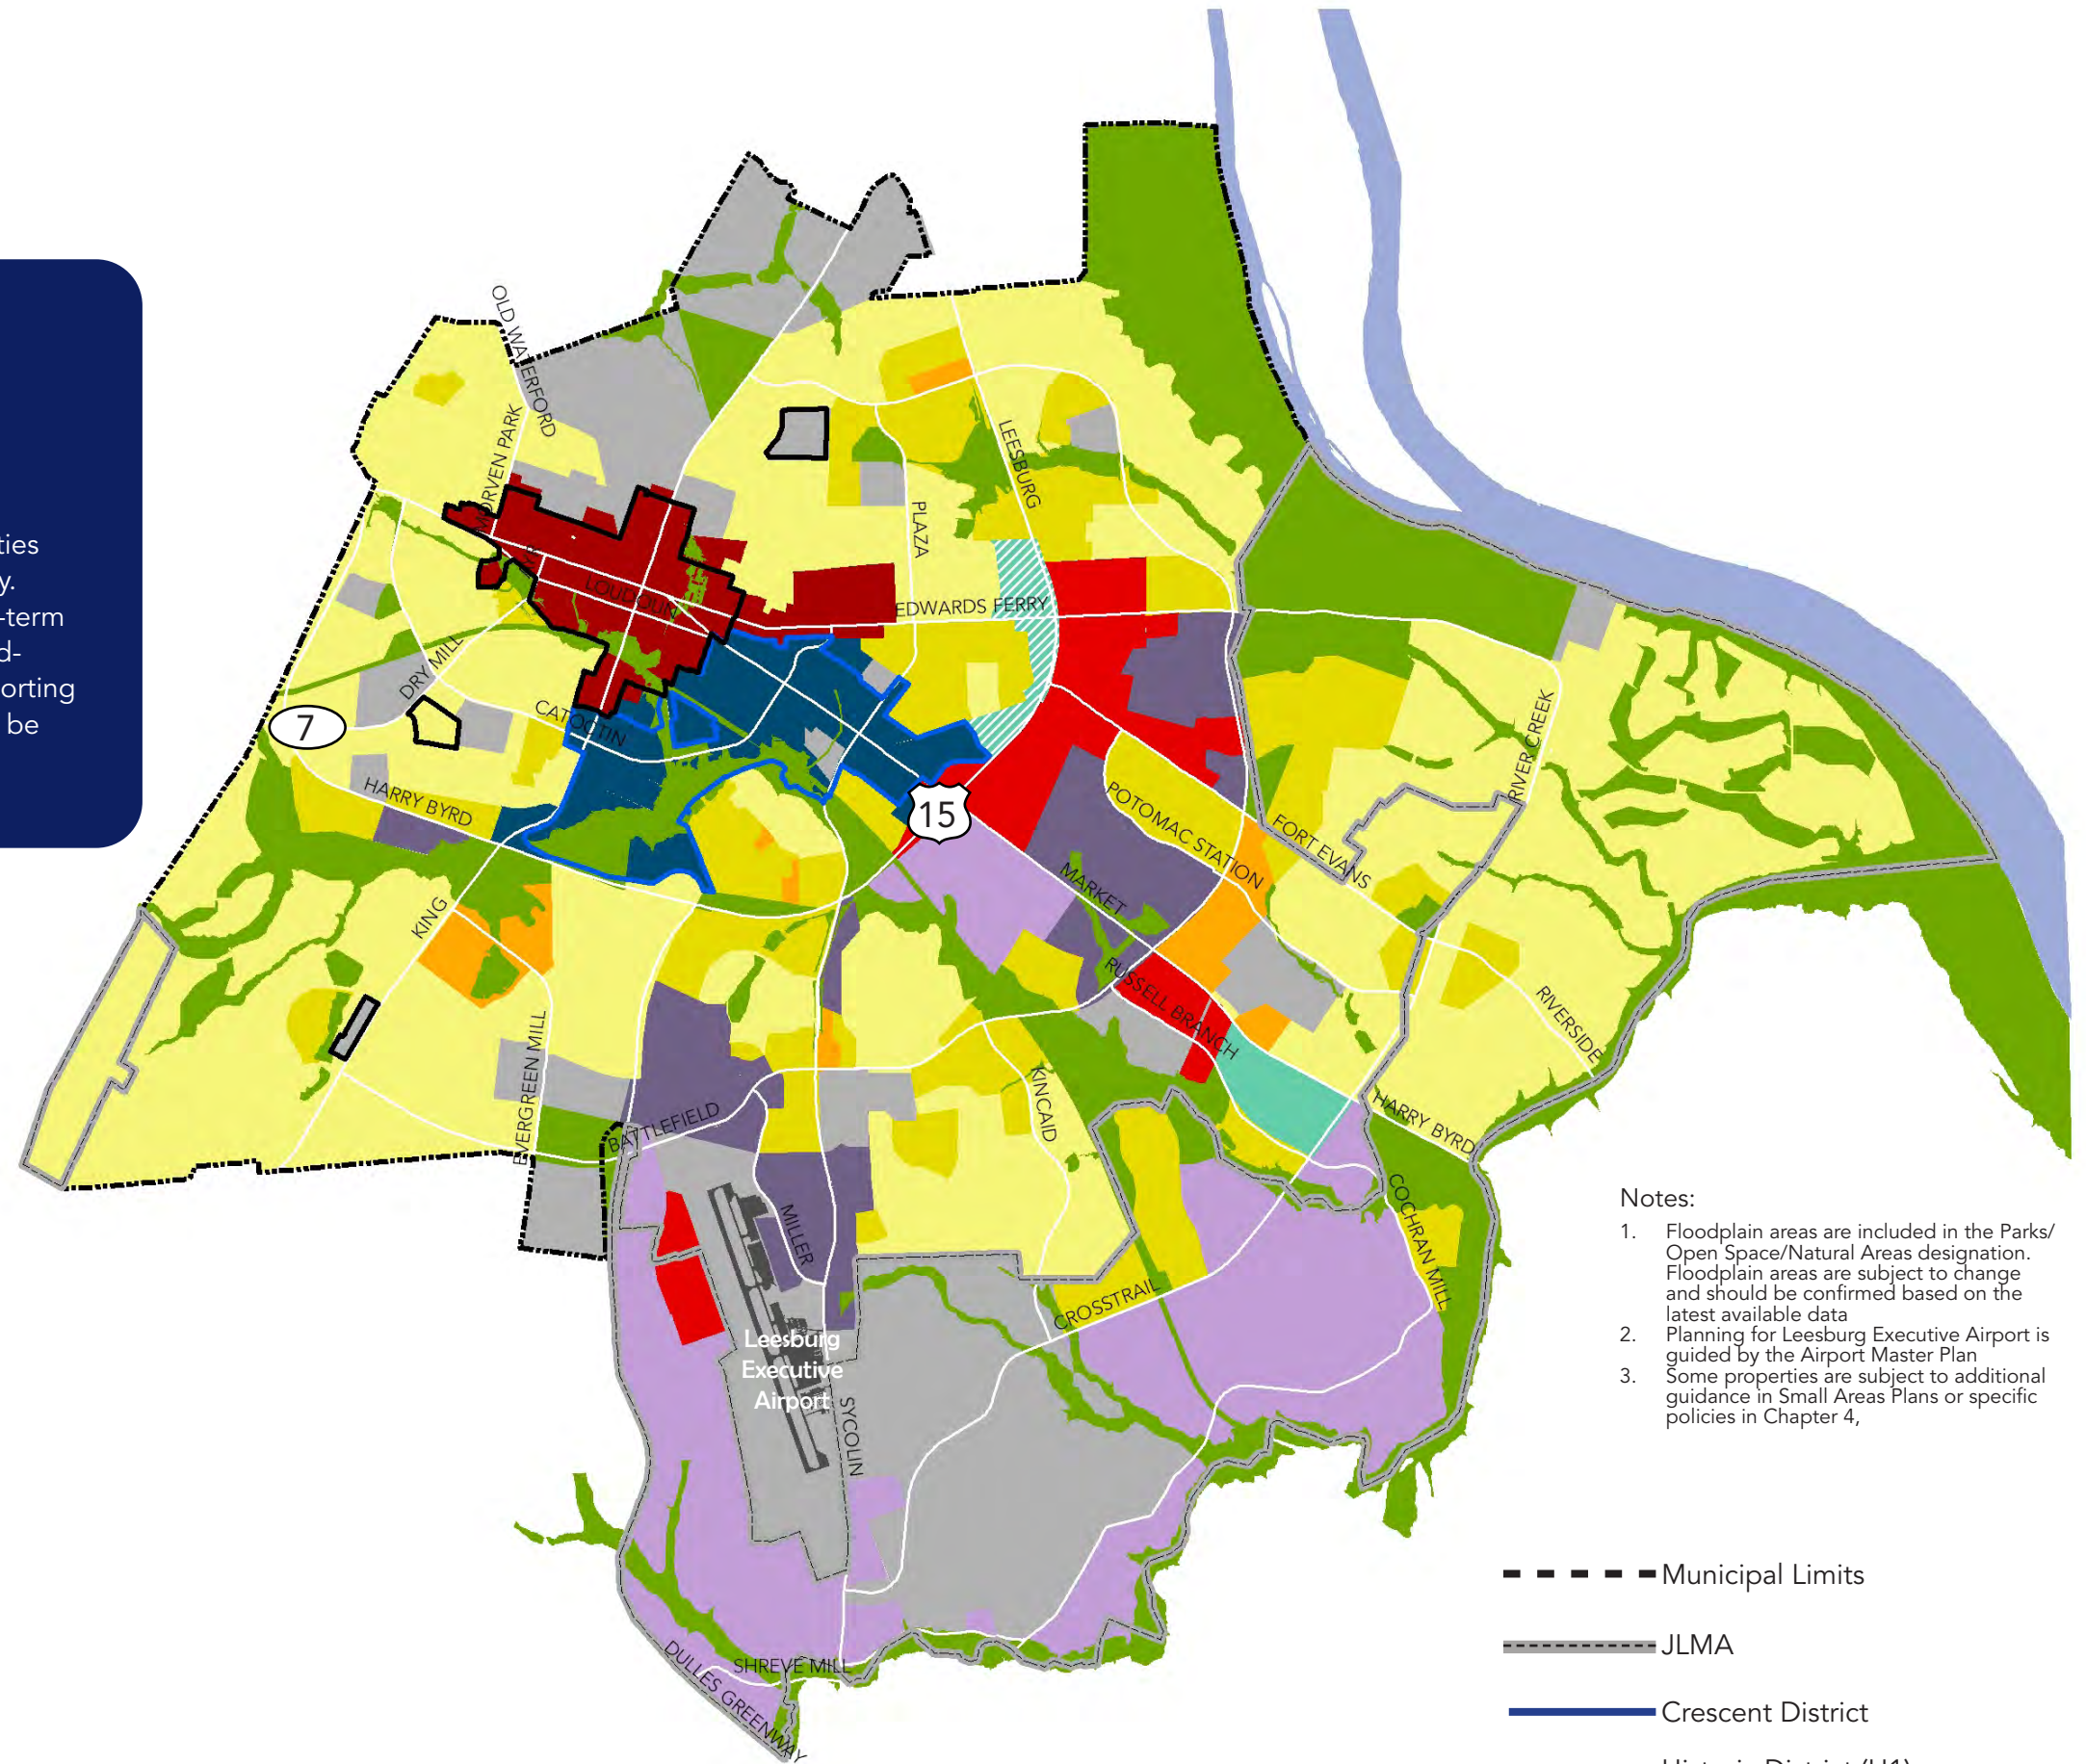 ties
y.
-term
d-
orting
be
OLD WATERFORD
MORVEN PARK
LEESBURG
PLAZA
LOUDOUN
EDWARDS FERRY
DRY MILL
7
CATOCTIN
HARRY BYRD
15
RIVER CREEK
POTOMAC STATION
FORT EVANS
MARKET
KING
RUSSELL BRANCH
RIVERSIDE
EVERGREEN MILL
KINCAID
BATTLEFIELD
HARRY BYRD
COCHRAN MILL
MILLER
CROSSTRAIL
Leesburg
Executive
Airport
SYCOLIN
SHREVE MILL
DULLES GREENWAY
Notes:
1. Floodplain areas are included in the Parks/
Open Space/Natural Areas designation.
Floodplain areas are subject to change
and should be confirmed based on the
latest available data
2. Planning for Leesburg Executive Airport is
guided by the Airport Master Plan
3. Some properties are subject to additional
guidance in Small Areas Plans or specific
policies in Chapter 4,
Municipal Limits
JLMA
Crescent District
Historic District (H1)